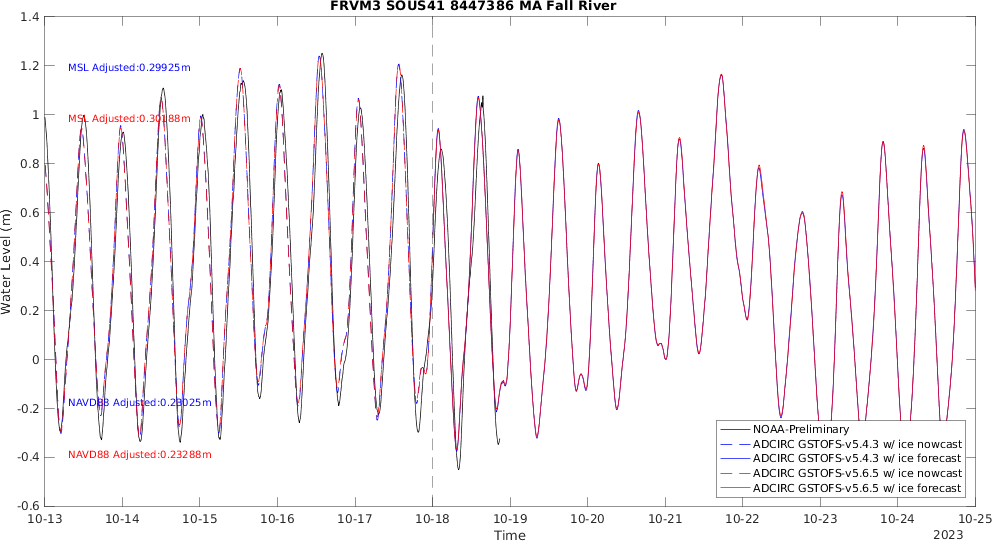 FRVM3 SOUS41 8447386 MA Fall River
1.4
1.2
1
0.8
0.6
0.4
0.2
0
-0.2
-0.4
-0.6
Water Level (m)
MSL Adjusted:0.29925m
MSL Adjusted:0.30188m
NAVD88 Adjusted:0.23025m
NAVD88 Adjusted:0.23288m
NOAA-Preliminary
ADCIRC GSTOFS-v5.4.3 w/ ice nowcast
ADCIRC GSTOFS-v5.4.3 w/ ice forecast
ADCIRC GSTOFS-v5.6.5 w/ ice nowcast
ADCIRC GSTOFS-v5.6.5 w/ ice forecast
10-13 10-14 10-15 10-16 10-17 10-18 10-19 10-20 10-21 10-22 10-23 10-24 10-25
Time
2023